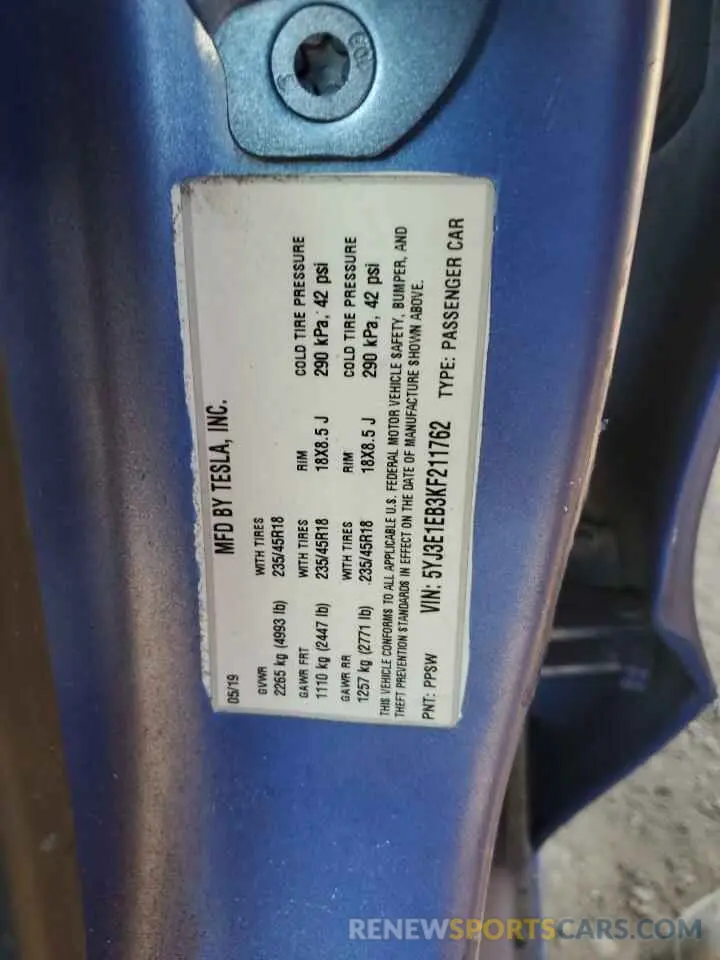 MFD BY TESLA, INC.
05/19
GVWR WITH TIRES
2265 kg (4993 lb) 235/45R18
GAWR FRT WITH TIRES RIM COLD TIRE PRESSURE
1110 kg (2447 lb) 235/45R18 18X8.5 J 290 kPa, 42 psi
GAWR RR WITH TIRES RIM COLD TIRE PRESSURE
1257 kg (2771 lb) 235/45R18 18X8.5 J 290 kPa, 42 psi
THIS VEHICLE CONFORMS TO ALL APPLICABLE U.S. FEDERAL MOTOR VEHICLE SAFETY, BUMPER, AND
THEFT PREVENTION STANDARDS IN EFFECT ON THE DATE OF MANUFACTURE SHOWN ABOVE.
PNT: PPSW VIN: 5YJ3E1EB3KF211762 TYPE: PASSENGER CAR
RENEWSPORTSCARS.COM